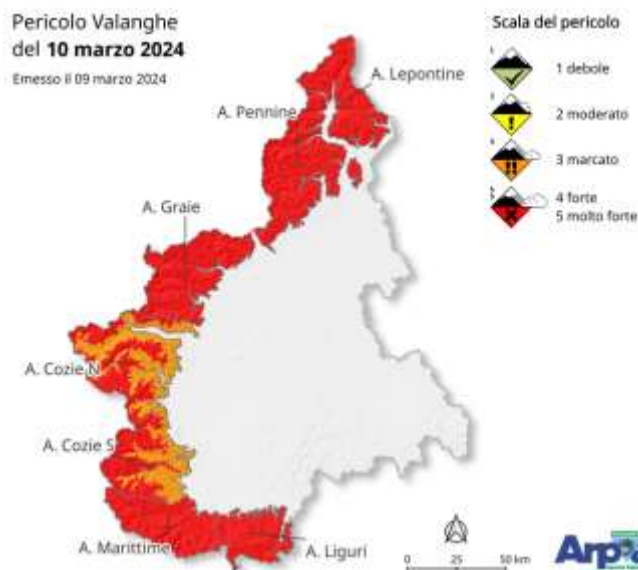 Pericolo Valanghe
del 10 marzo 2024
Emesso il 09 marzo 2024
Scala del pericolo
1 debole
2 moderato
3 marcato
4 forte
5 molto forte
A. Lepontine
A. Pennine
A. Graie
A. Cozie N
A. Cozie S
A. Marittime
A. Liguri
0 25 50 km
Arpa